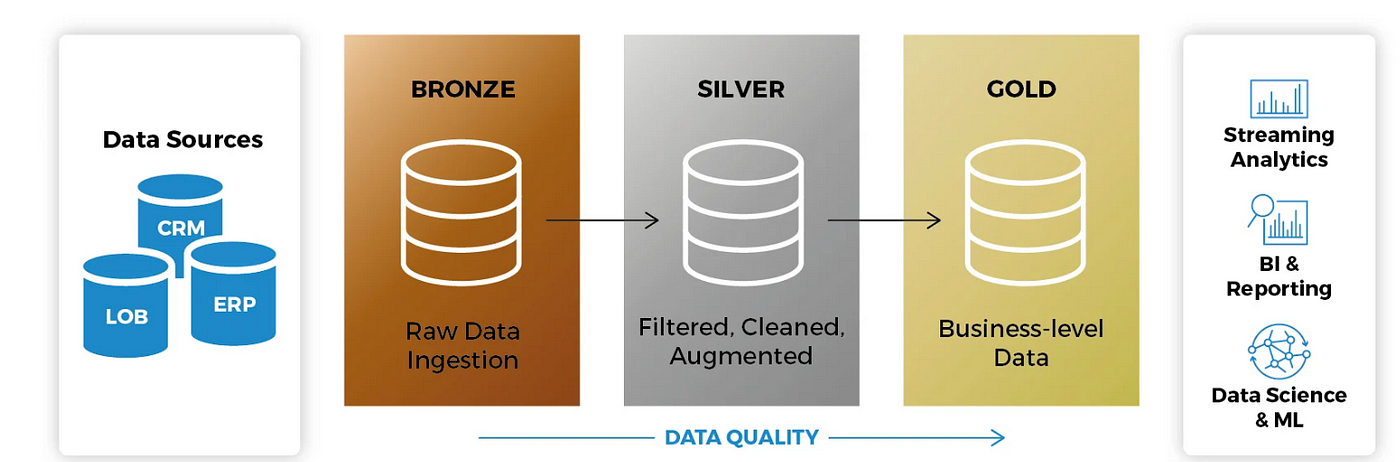 Data Sources
CRM
LOB
ERP
BRONZE
Raw Data
Ingestion
SILVER
Filtered, Cleaned,
Augmented
GOLD
Business-level
Data
DATA QUALITY
Streaming
Analytics
BI &
Reporting
Data Science
& ML